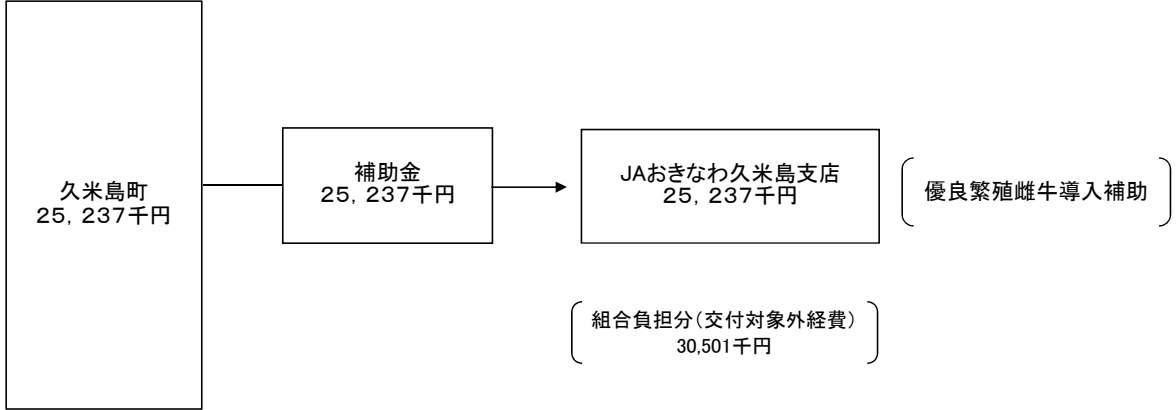 久米島町
２５，２３７千円
補助金
２５，２３７千円
JAおきなわ久米島支店
２５，２３７千円
優良繁殖雌牛導入補助
組合負担分（交付対象外経費）
30,501千円